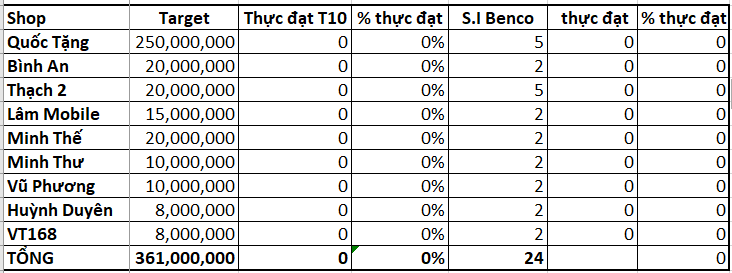 Shop Target Thực đạt T10 % thực đạt S.I Benco thực đạt % thực đạt
Quốc Tặng 250,000,000 0 0% 5 0 0
Bình An 20,000,000 0 0% 2 0 0
Thạch 2 20,000,000 0 0% 5 0 0
Lâm Mobile 15,000,000 0 0% 2 0 0
Minh Thế 20,000,000 0 0% 2 0 0
Minh Thư 10,000,000 0 0% 2 0 0
Vũ Phương 10,000,000 0 0% 2 0 0
Huỳnh Duyên 8,000,000 0 0% 2 0 0
VT168 8,000,000 0 0% 2 0 0
TỔNG 361,000,000 0 0% 24 0